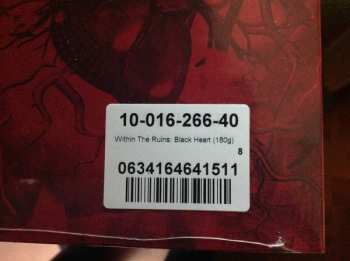 10-016-266-40
Within The Ruins: Black Heart (180g)
8
0634164641511